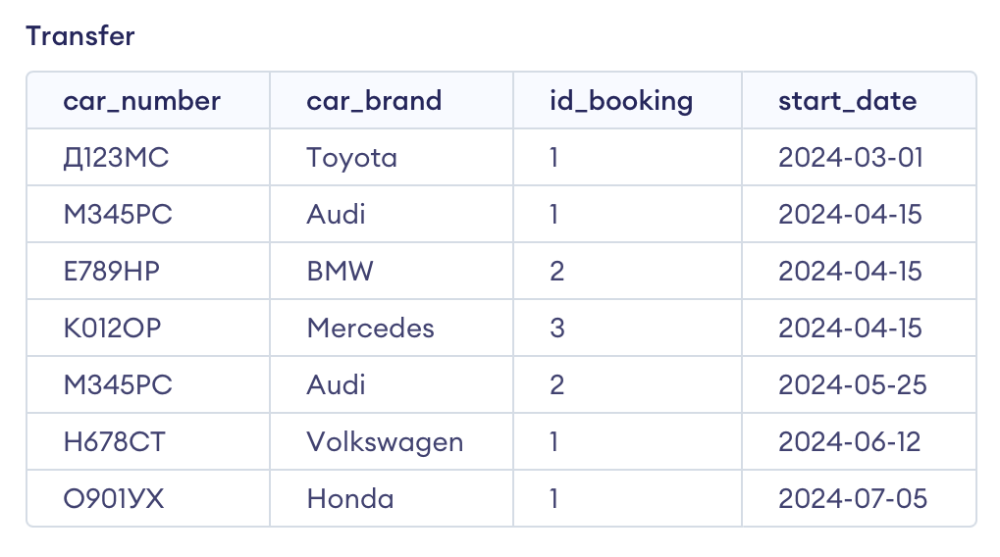 Transfer
car_number car_brand id_booking start_date
Д123МС Toyota 1 2024-03-01
М345РС Audi 1 2024-04-15
Е789НР BMW 2 2024-04-15
К012ОР Mercedes 3 2024-04-15
М345РС Audi 2 2024-05-25
Н678СТ Volkswagen 1 2024-06-12
О901УХ Honda 1 2024-07-05